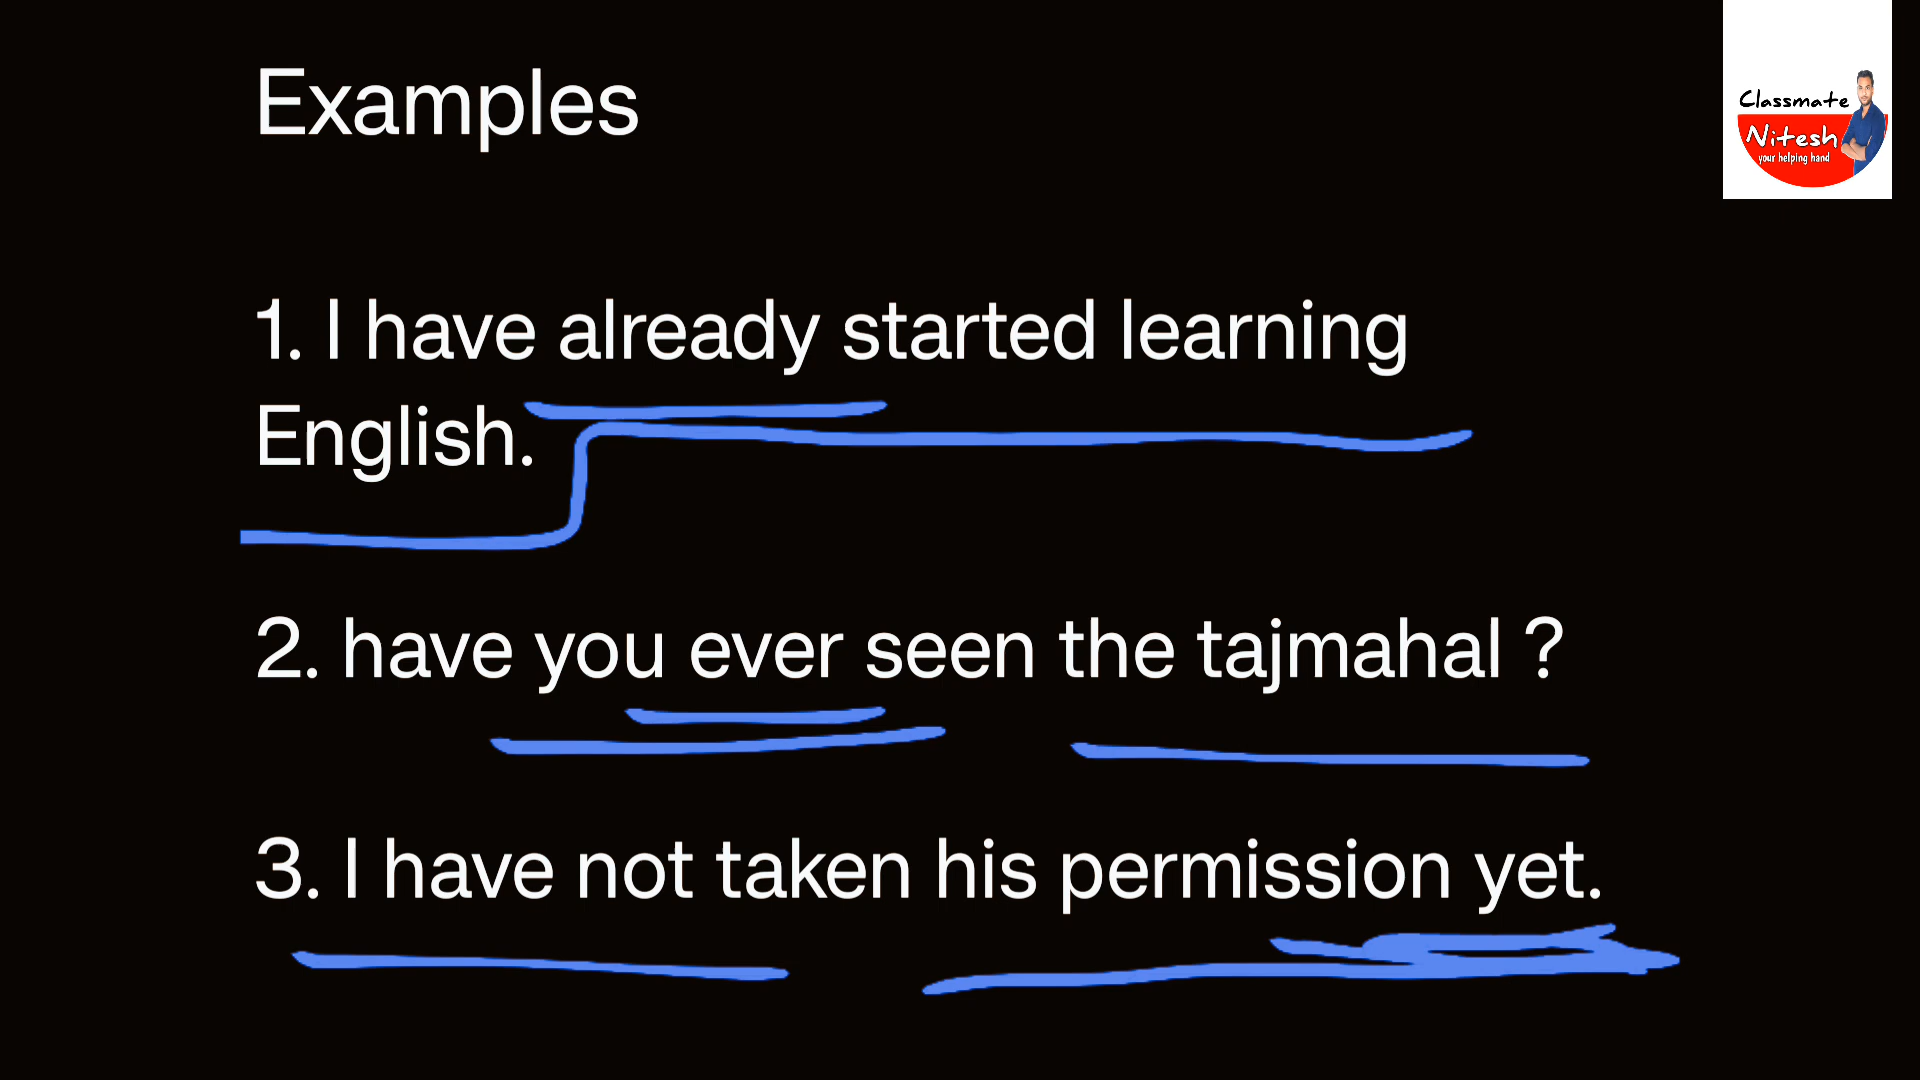 Examples
Classmate
Nitesh
your helping hand
1. I have already started learning
English.
2. have you ever seen the tajmahal ?
3. I have not taken his permission yet.